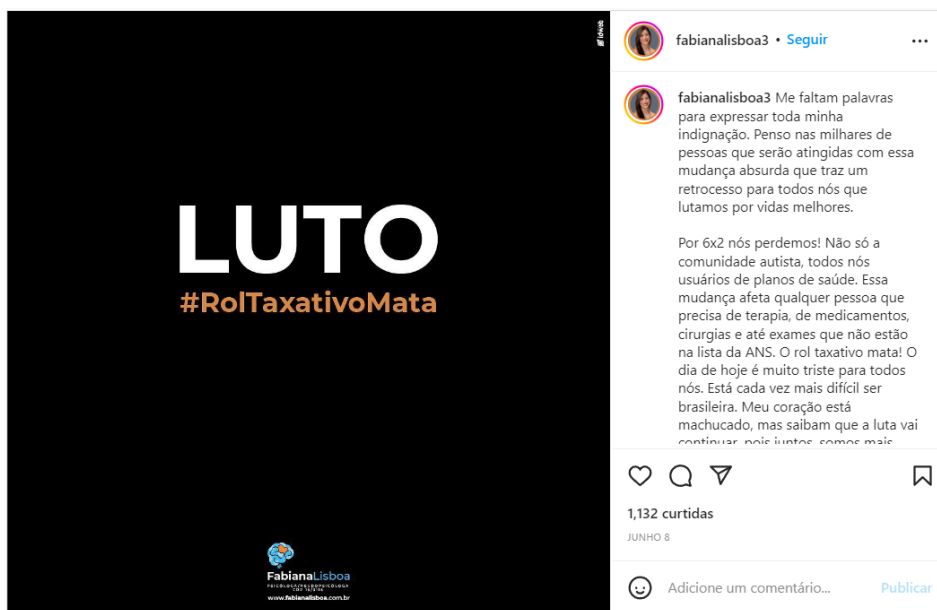 idweb
LUTO
#RolTaxativoMata
FabianaLisboa
www.fabianalisboa.com.br
fabianalisboa3 • Seguir
fabianalisboa3 Me faltam palavras
para expressar toda minha
indignação. Penso nas milhares de
pessoas que serão atingidas com essa
mudança absurda que traz um
retrocesso para todos nós que
lutamos por vidas melhores.
Por 6x2 nós perdemos! Não só a
comunidade autista, todos nós
usuários de planos de saúde. Essa
mudança afeta qualquer pessoa que
precisa de terapia, de medicamentos,
cirurgias e até exames que não estão
na lista da ANS. O rol taxativo mata! O
dia de hoje é muito triste para todos
nós. Está cada vez mais difícil ser
brasileira. Meu coração está
machucado, mas saibam que a luta vai
continuar, pois juntos, somos mais
1,132 curtidas
JUNHO 8
Adicione um comentário...
Publicar